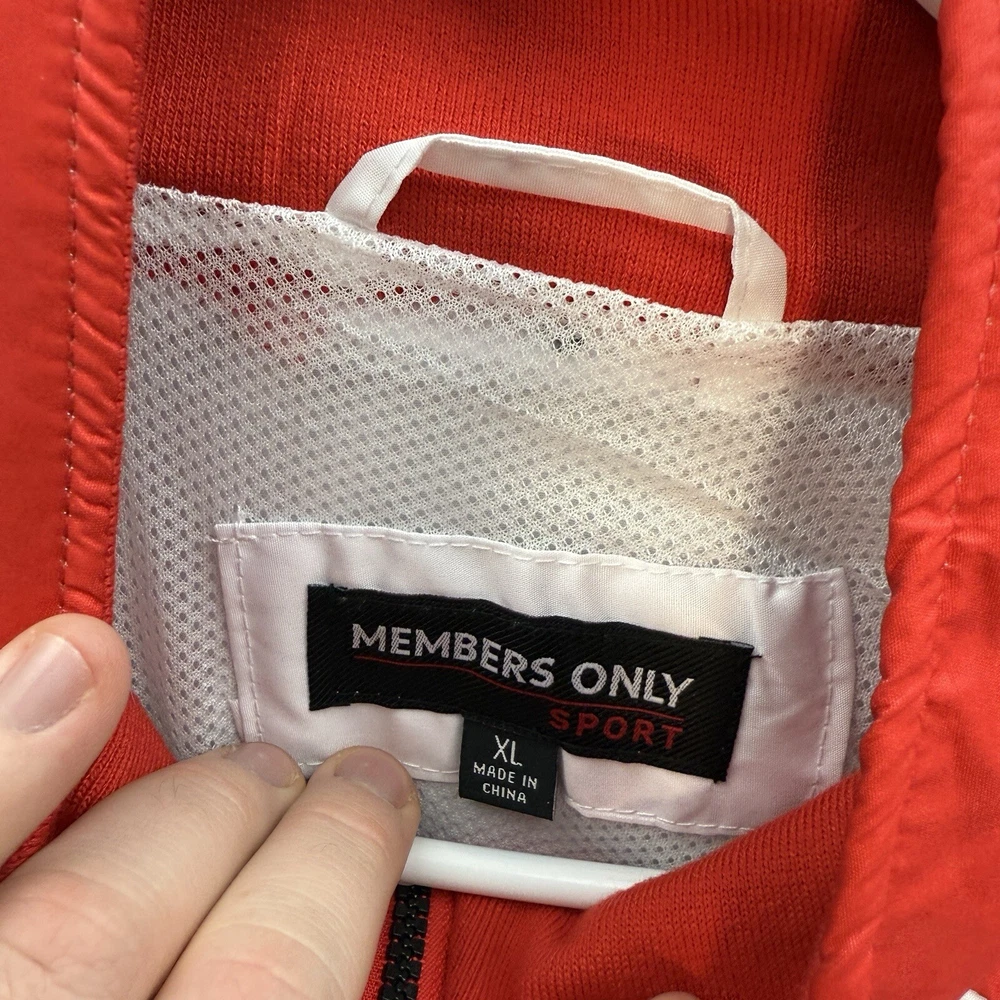 MEMBERS ONLY
SPORT
XL
MADE IN
CHINA